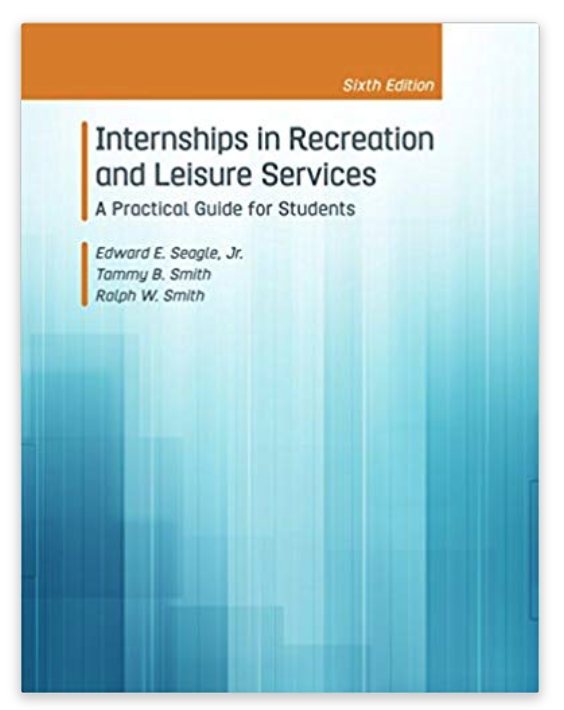 Sixth Edition
Internships in Recreation
and Leisure Services
A Practical Guide for Students
Edward E. Seagle, Jr.
Tammy B. Smith
Ralph W. Smith